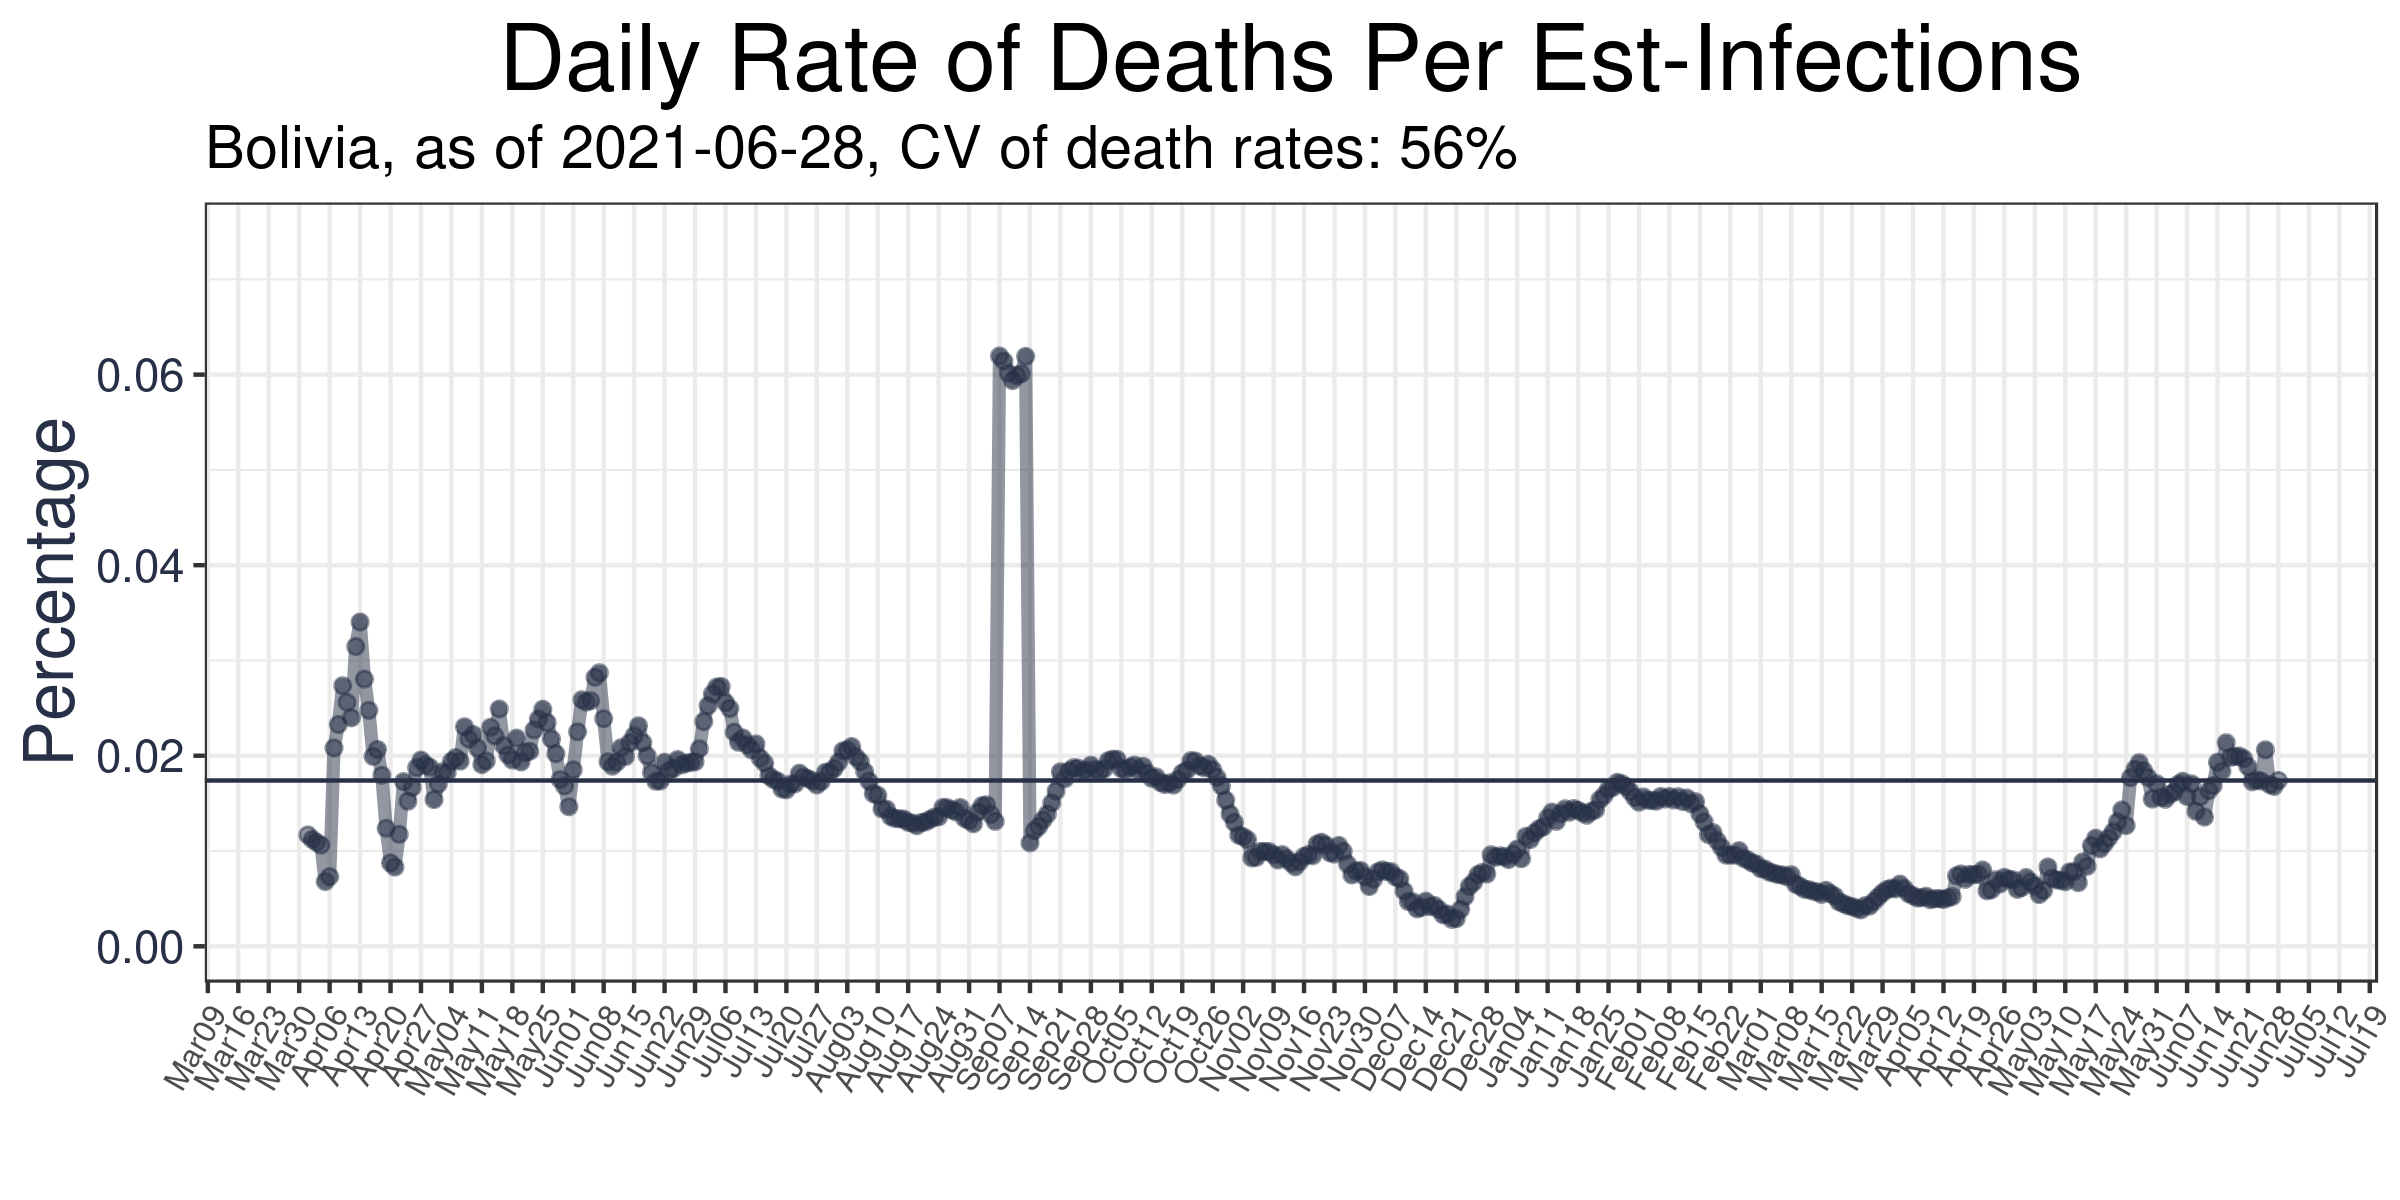 Daily Rate of Deaths Per Est-Infections
Bolivia, as of 2021-06-28, CV of death rates: 56%
Percentage
0.06
0.04
0.02
0.00
Mar09
Mar16
Mar23
Mar30
Apr06
Apr13
Apr20
Apr27
May04
May11
May18
May25
Jun01
Jun08
Jun15
Jun22
Jun29
Jul06
Jul13
Jul20
Jul27
Aug03
Aug10
Aug17
Aug24
Aug31
Sep07
Sep14
Sep21
Sep28
Oct05
Oct12
Oct19
Oct26
Nov02
Nov09
Nov16
Nov23
Nov30
Dec07
Dec14
Dec21
Dec28
Jan04
Jan11
Jan18
Jan25
Feb01
Feb08
Feb15
Feb22
Mar01
Mar08
Mar15
Mar22
Mar29
Apr05
Apr12
Apr19
Apr26
May03
May10
May17
May24
May31
Jun07
Jun14
Jun21
Jun28
Jul05
Jul12
Jul19